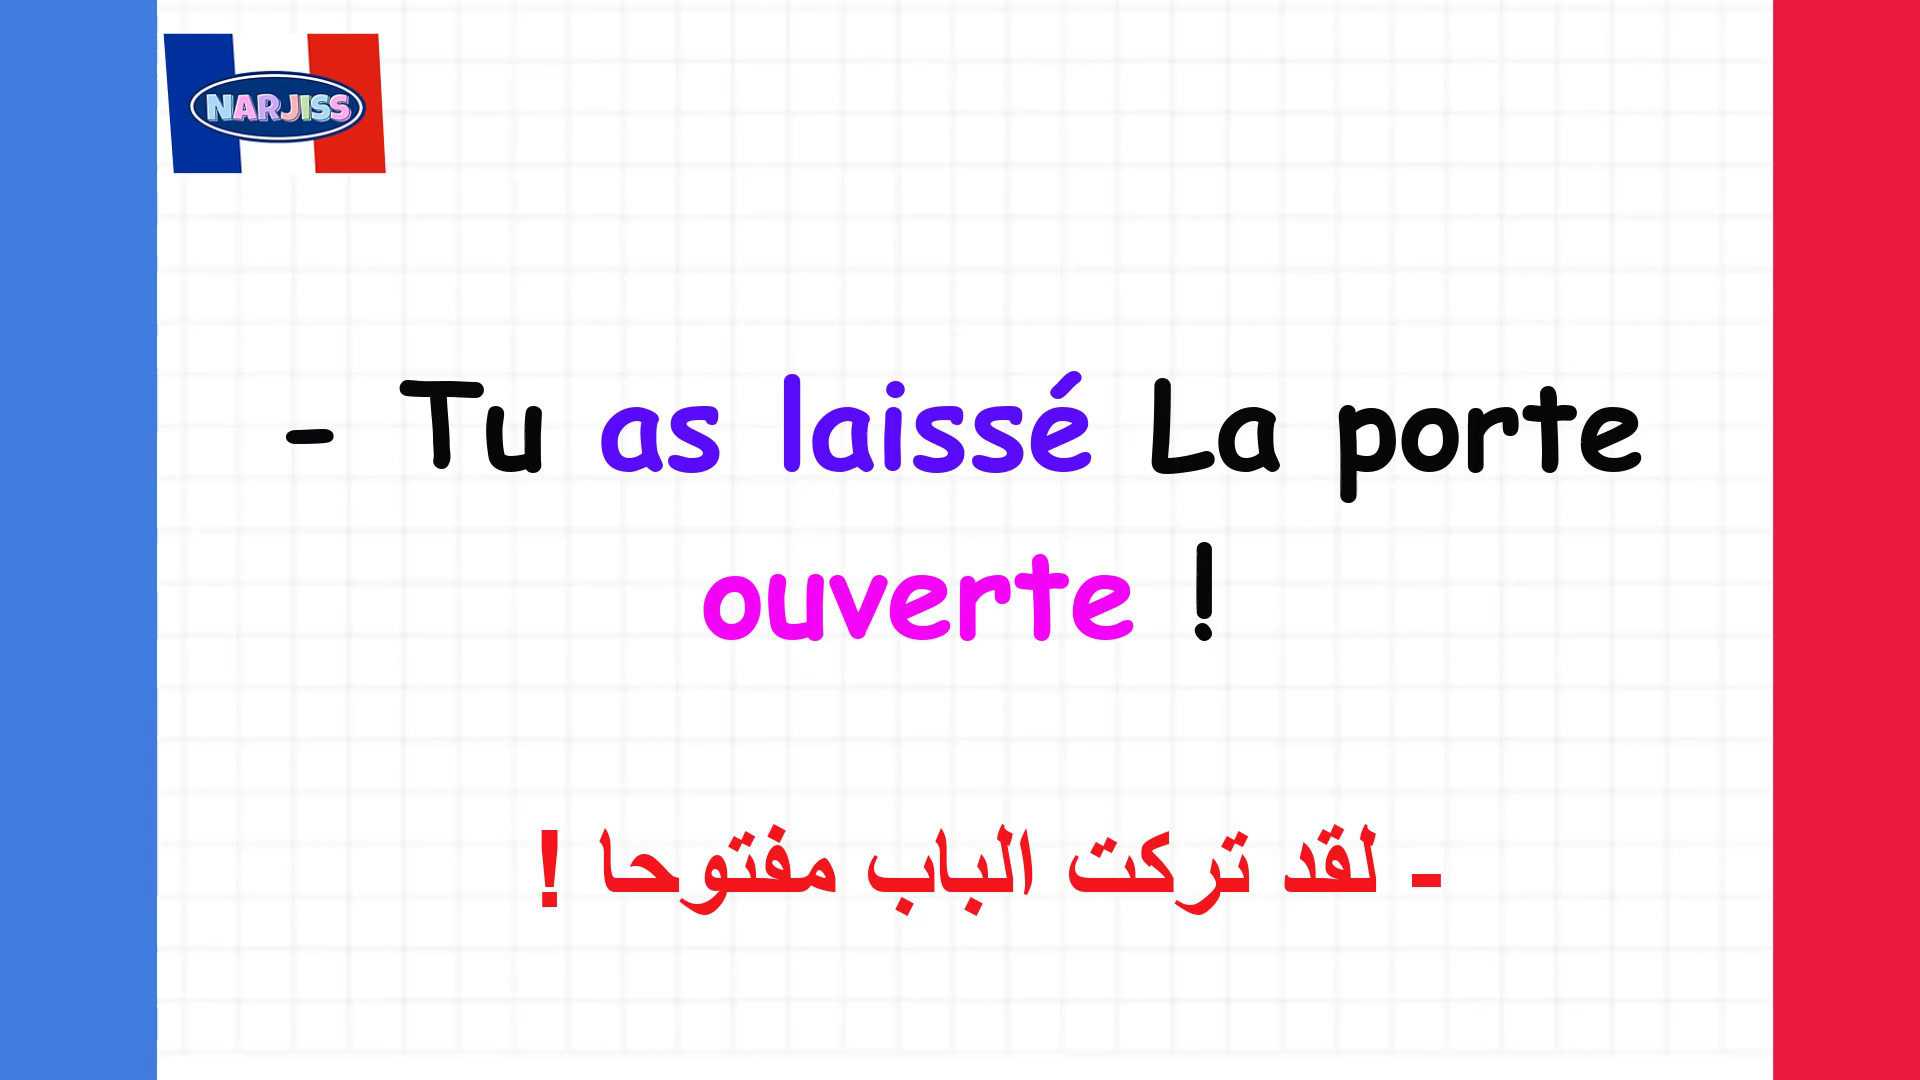 NARJISS
- Tu as laissé La porte
ouverte !
- لقد تركت الباب مفتوحا !